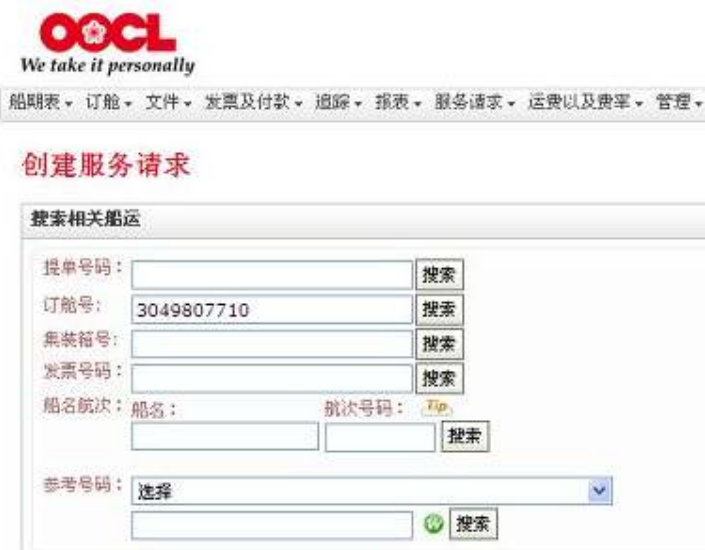 OOCL
We take it personally
船期表 订舱 文件 发票及付款 追踪 报表 服务请求 运费以及费率 管理
创建服务请求
搜索相关船运
提单号码： 搜索
订舱号： 3049807710 搜索
集装箱号： 搜索
发票号码： 搜索
船名航次： 船名： 航次号码： Tip
搜索
参考号码： 选择
W 搜索